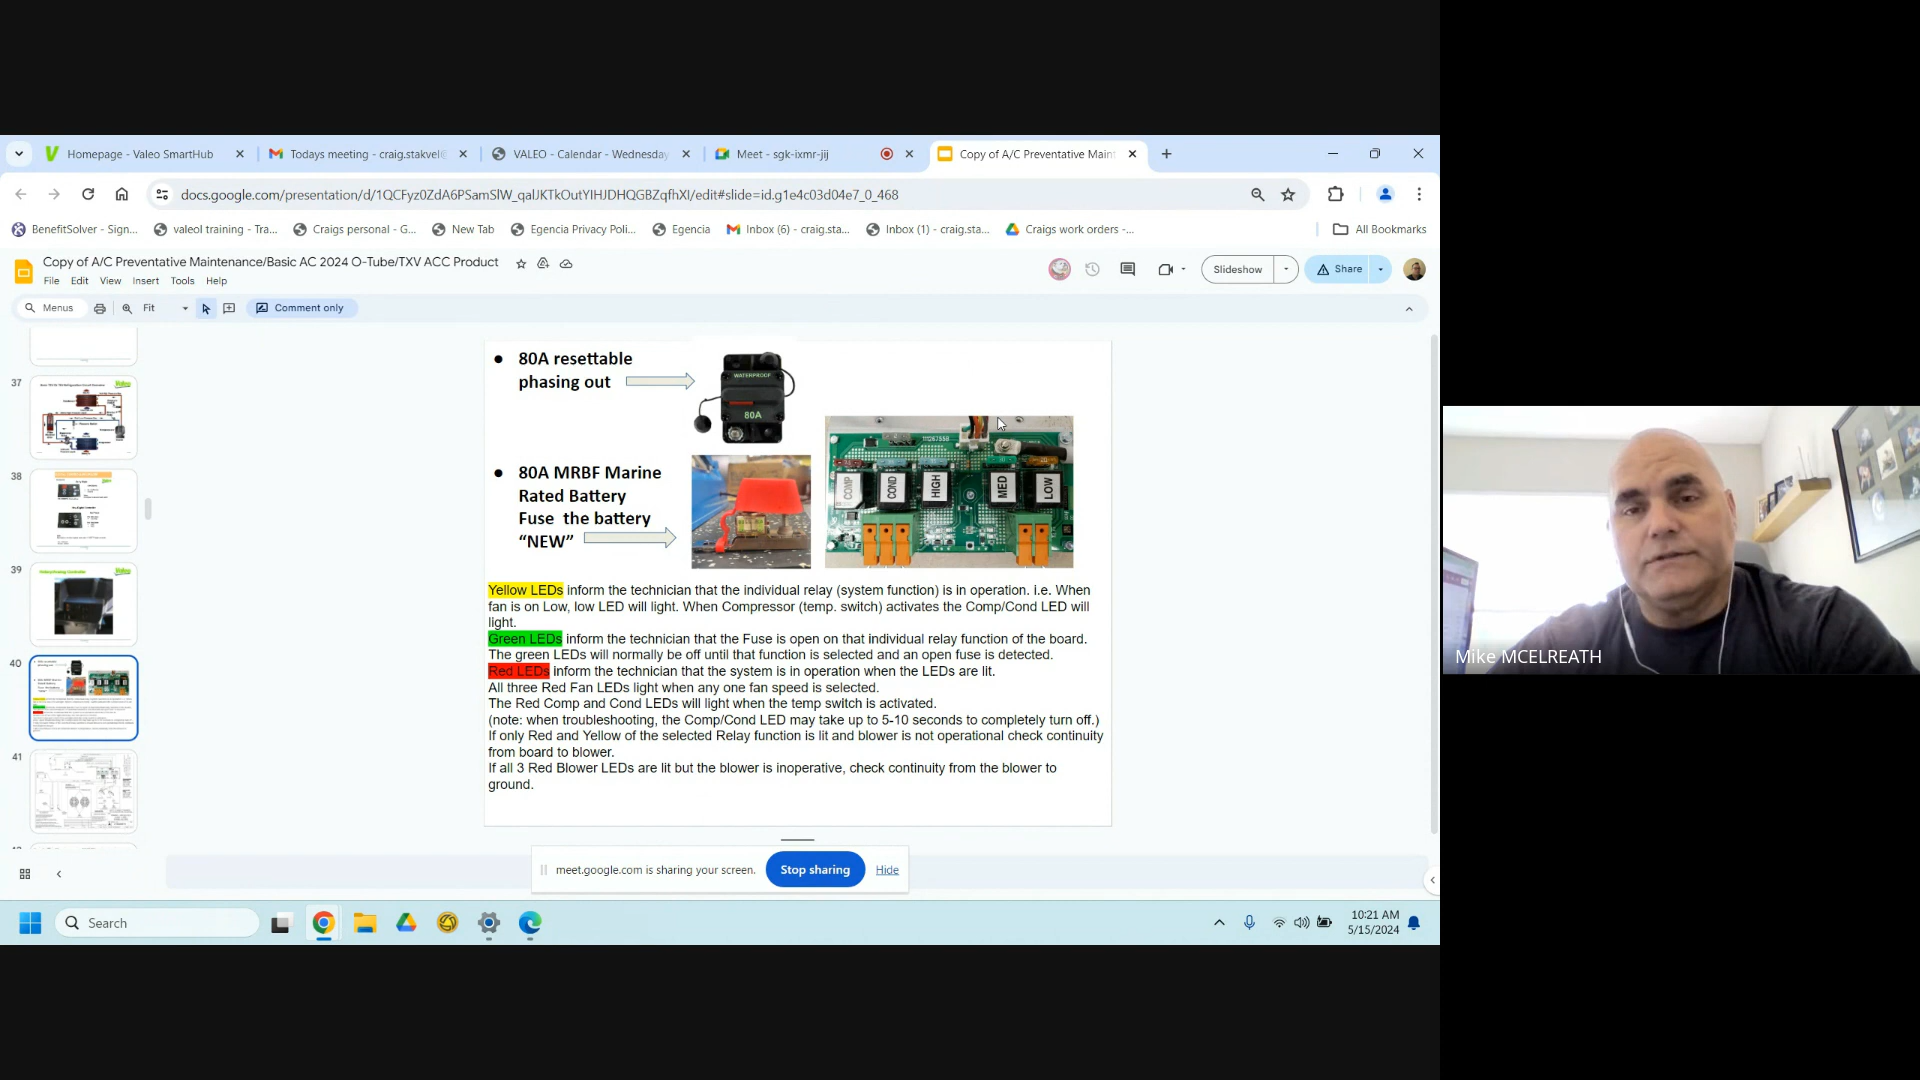 Homepage - Valeo SmartHub
Todays meeting - craig.stakvel
VALEO - Calendar - Wednesday
Meet - sgk-ixmr-jij
Copy of A/C Preventative Maint
docs.google.com/presentation/d/1QCFyz0ZdA6PSamSlW_qalJKTkOutYIHJDHQGBZqfhXI/edit#slide=id.g1e4c03d04e7_0_468
BenefitSolver - Sign...
valeol training - Tra...
Craigs personal - G...
New Tab
Egencia Privacy Poli...
Egencia
Inbox (6) - craig.sta...
Inbox (1) - craig.sta...
Craigs work orders -...
All Bookmarks
Copy of A/C Preventative Maintenance/Basic AC 2024 O-Tube/TXV ACC Product
File Edit View Insert Tools Help
Slideshow
Share
Menus
Fit
Comment only
37
38
39
40
41
● 80A resettable
phasing out
WATERPROOF
80A
● 80A MRBF Marine
Rated Battery
Fuse the battery
“NEW”
COMP
COND
HIGH
MED
LOW
Yellow LEDs inform the technician that the individual relay (system function) is in operation. i.e. When
fan is on Low, low LED will light. When Compressor (temp. switch) activates the Comp/Cond LED will
light.
Green LEDs inform the technician that the Fuse is open on that individual relay function of the board.
The green LEDs will normally be off until that function is selected and an open fuse is detected.
Red LEDs inform the technician that the system is in operation when the LEDs are lit.
All three Red Fan LEDs light when any one fan speed is selected.
The Red Comp and Cond LEDs will light when the temp switch is activated.
(note: when troubleshooting, the Comp/Cond LED may take up to 5-10 seconds to completely turn off.)
If only Red and Yellow of the selected Relay function is lit and blower is not operational check continuity
from board to blower.
If all 3 Red Blower LEDs are lit but the blower is inoperative, check continuity from the blower to
ground.
meet.google.com is sharing your screen.
Stop sharing
Hide
Search
10:21 AM
5/15/2024
Mike MCELREATH